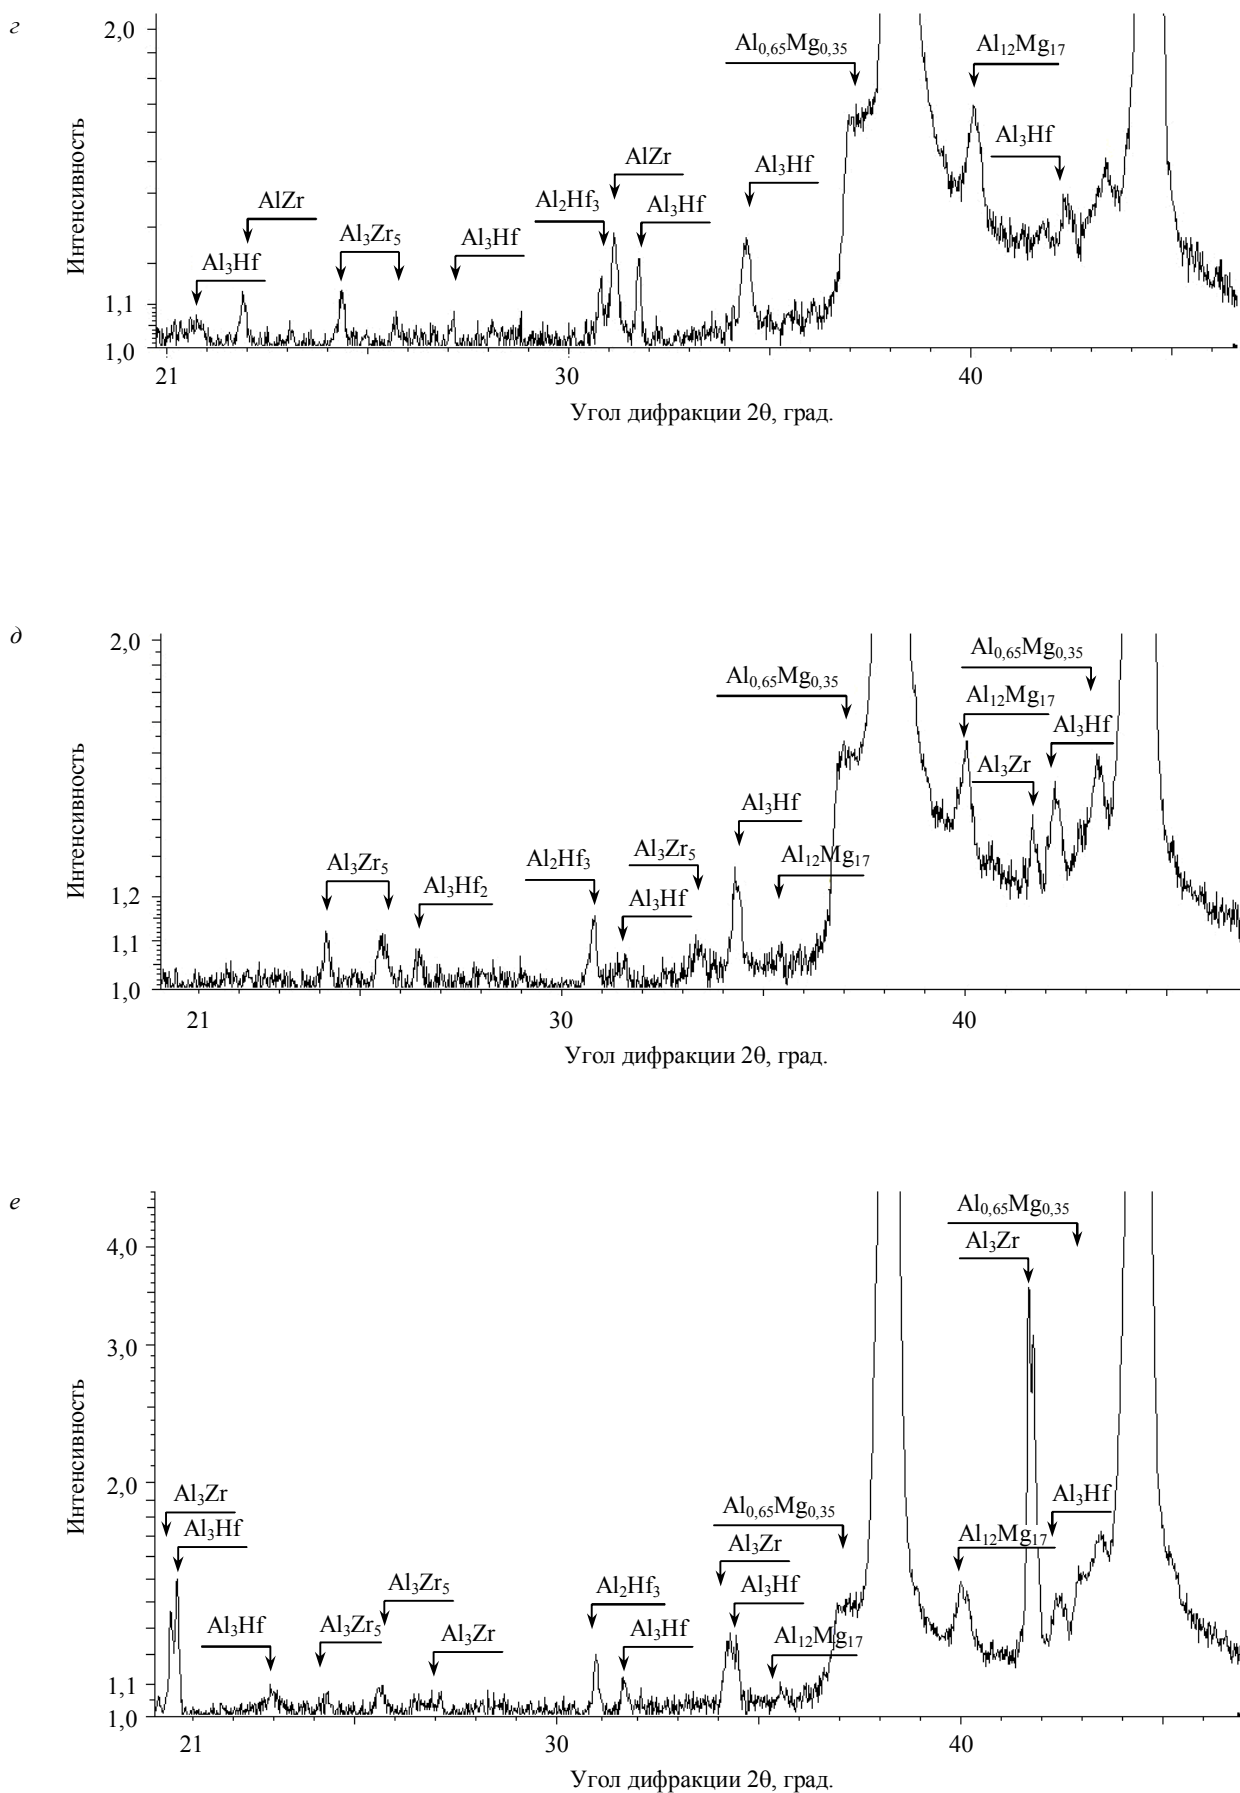 г
2,0
Al0,65Mg0,35
Al12Mg17
Al3Hf
AlZr
Al3Hf
AlZr
Al2Hf3
Al3Hf
Al3Zr5
Al3Hf
Al3Hf
Интенсивность
1,1
1,0
21
30
40
Угол дифракции 2θ, град.
д
2,0
Al0,65Mg0,35
Al0,65Mg0,35
Al12Mg17
Al3Hf
Al3Zr
Al3Hf
Al3Zr5
Al2Hf3
Al3Zr5
Al12Mg17
Al3Hf2
Al3Hf
Интенсивность
1,2
1,1
1,0
21
30
40
Угол дифракции 2θ, град.
е
Al0,65Mg0,35
4,0
Al3Zr
3,0
Интенсивность
2,0
Al3Zr
Al3Hf
Al0,65Mg0,35
Al3Hf
Al12Mg17
Al3Zr
Al3Zr5
Al2Hf3
Al3Hf
Al3Hf
Al3Zr5
Al3Zr
Al3Hf
Al12Mg17
1,1
1,0
21
30
40
Угол дифракции 2θ, град.